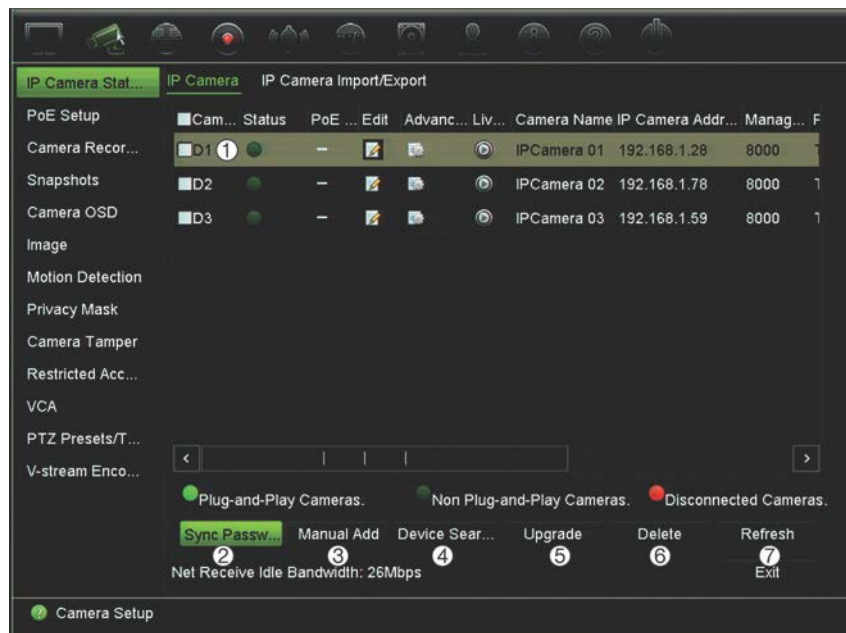 IP Camera Stat...
PoE Setup
Camera Recor...
Snapshots
Camera OSD
Image
Motion Detection
Privacy Mask
Camera Tamper
Restricted Acc...
VCA
PTZ Presets/T...
V-stream Enco...
IP Camera IP Camera Import/Export
Cam... Status PoE ... Edit Advanc... Liv... Camera Name IP Camera Addr... Manag...
D1 1 – IPCamera 01 192.168.1.28 8000
D2 – IPCamera 02 192.168.1.78 8000
D3 – IPCamera 03 192.168.1.59 8000
Plug-and-Play Cameras. Non Plug-and-Play Cameras. Disconnected Cameras.
Sync Passw... Manual Add Device Sear... Upgrade Delete Refresh
2 3 4 5 6 7
Net Receive Idle Bandwidth: 26Mbps Exit
Camera Setup